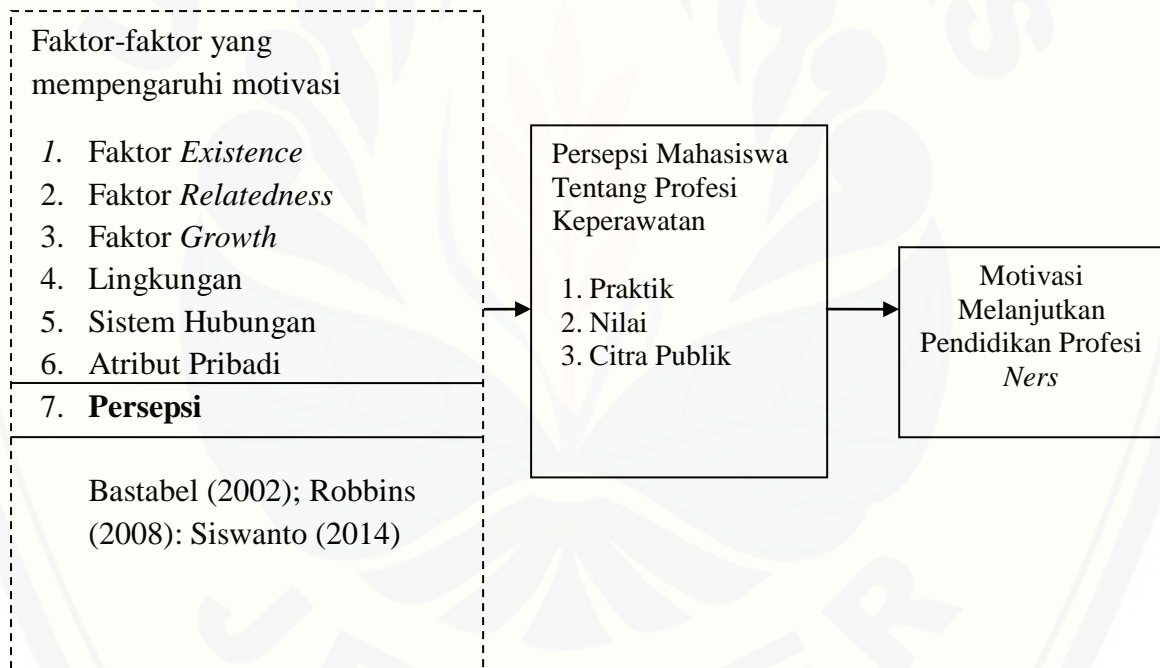 Faktor-faktor yang
mempengaruhi motivasi
1. Faktor Existence
2. Faktor Relatedness
3. Faktor Growth
4. Lingkungan
5. Sistem Hubungan
6. Atribut Pribadi
7. Persepsi
Bastabel (2002); Robbins
(2008): Siswanto (2014)
Persepsi Mahasiswa
Tentang Profesi
Keperawatan
1. Praktik
2. Nilai
3. Citra Publik
Motivasi
Melanjutkan
Pendidikan Profesi
Ners